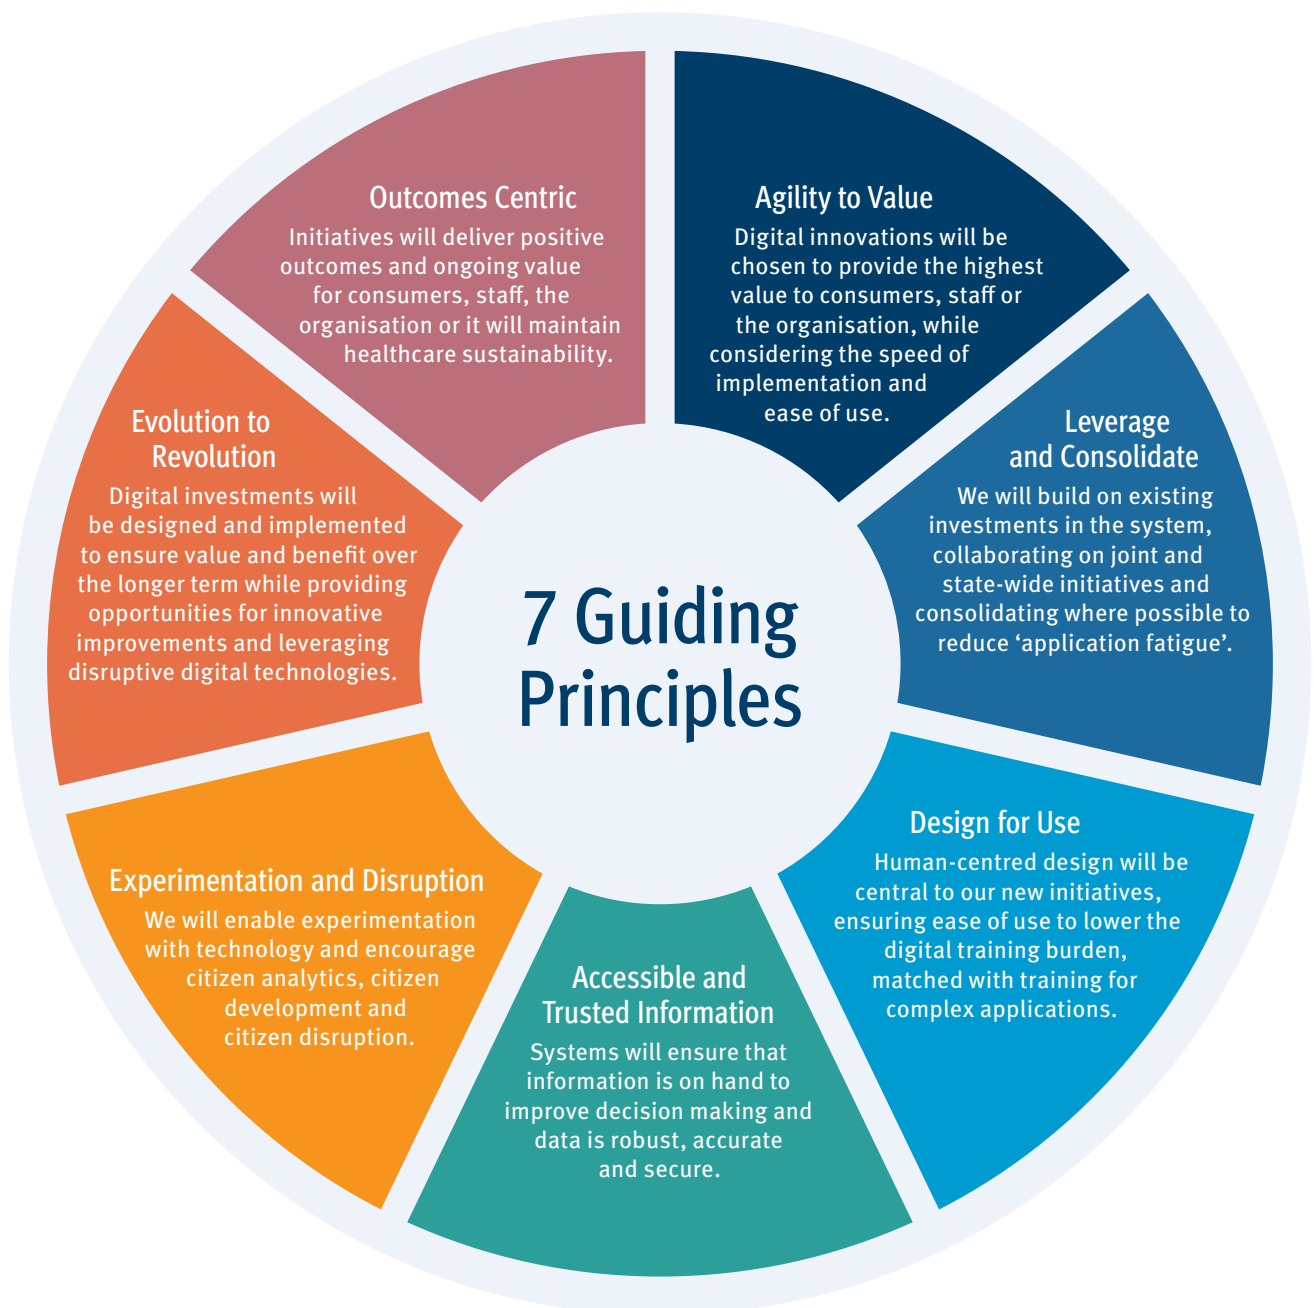 7 Guiding
Principles
Agility to Value
Digital innovations will be
chosen to provide the highest
value to consumers, staff or
the organisation, while
considering the speed of
implementation and
ease of use.
Leverage
and Consolidate
We will build on existing
investments in the system,
collaborating on joint and
state-wide initiatives and
consolidating where possible to
reduce ‘application fatigue’.
Design for Use
Human-centred design will be
central to our new initiatives,
ensuring ease of use to lower the
digital training burden,
matched with training for
complex applications.
Accessible and
Trusted Information
Systems will ensure that
information is on hand to
improve decision making and
data is robust, accurate
and secure.
Experimentation and Disruption
We will enable experimentation
with technology and encourage
citizen analytics, citizen
development and
citizen disruption.
Evolution to
Revolution
Digital investments will
be designed and implemented
to ensure value and benefit over
the longer term while providing
opportunities for innovative
improvements and leveraging
disruptive digital technologies.
Outcomes Centric
Initiatives will deliver positive
outcomes and ongoing value
for consumers, staff, the
organisation or it will maintain
healthcare sustainability.